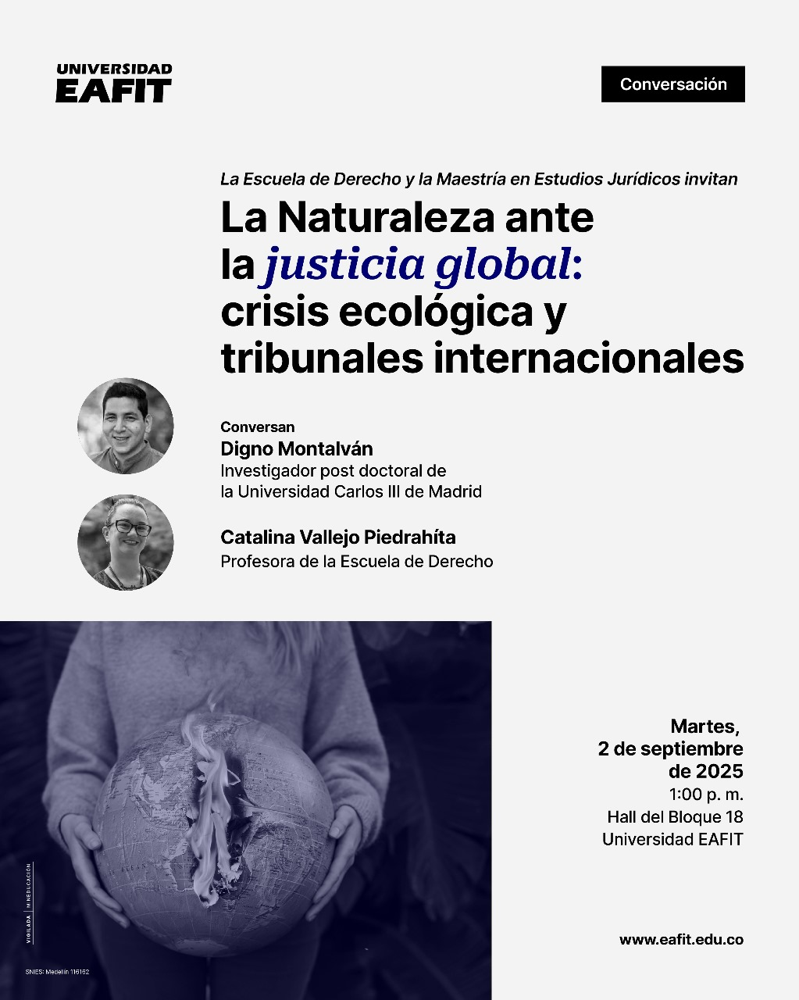 UNIVERSIDAD
EAFIT
Conversación
La Escuela de Derecho y la Maestría en Estudios Jurídicos invitan
La Naturaleza ante
la justicia global:
crisis ecológica y
tribunales internacionales
Conversan
Digno Montalván
Investigador post doctoral de
la Universidad Carlos III de Madrid
Catalina Vallejo Piedrahíta
Profesora de la Escuela de Derecho
Martes,
2 de septiembre
de 2025
1:00 p. m.
Hall del Bloque 18
Universidad EAFIT
www.eafit.edu.co
VIGILADA | MINEDUCACIÓN
SNIES: Medellín 116162